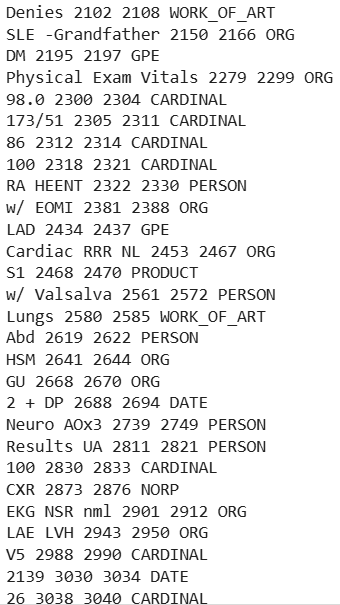 Denies 2102 2108 WORK_OF_ART
SLE -Grandfather 2150 2166 ORG
DM 2195 2197 GPE
Physical Exam Vitals 2279 2299 ORG
98.0 2300 2304 CARDINAL
173/51 2305 2311 CARDINAL
86 2312 2314 CARDINAL
100 2318 2321 CARDINAL
RA HEENT 2322 2330 PERSON
w/ EOMI 2381 2388 ORG
LAD 2434 2437 GPE
Cardiac RRR NL 2453 2467 ORG
S1 2468 2470 PRODUCT
w/ Valsalva 2561 2572 PERSON
Lungs 2580 2585 WORK_OF_ART
Abd 2619 2622 PERSON
HSM 2641 2644 ORG
GU 2668 2670 ORG
2 + DP 2688 2694 DATE
Neuro AOx3 2739 2749 PERSON
Results UA 2811 2821 PERSON
100 2830 2833 CARDINAL
CXR 2873 2876 NORP
EKG NSR nml 2901 2912 ORG
LAE LVH 2943 2950 ORG
V5 2988 2990 CARDINAL
2139 3030 3034 DATE
26 3038 3040 CARDINAL